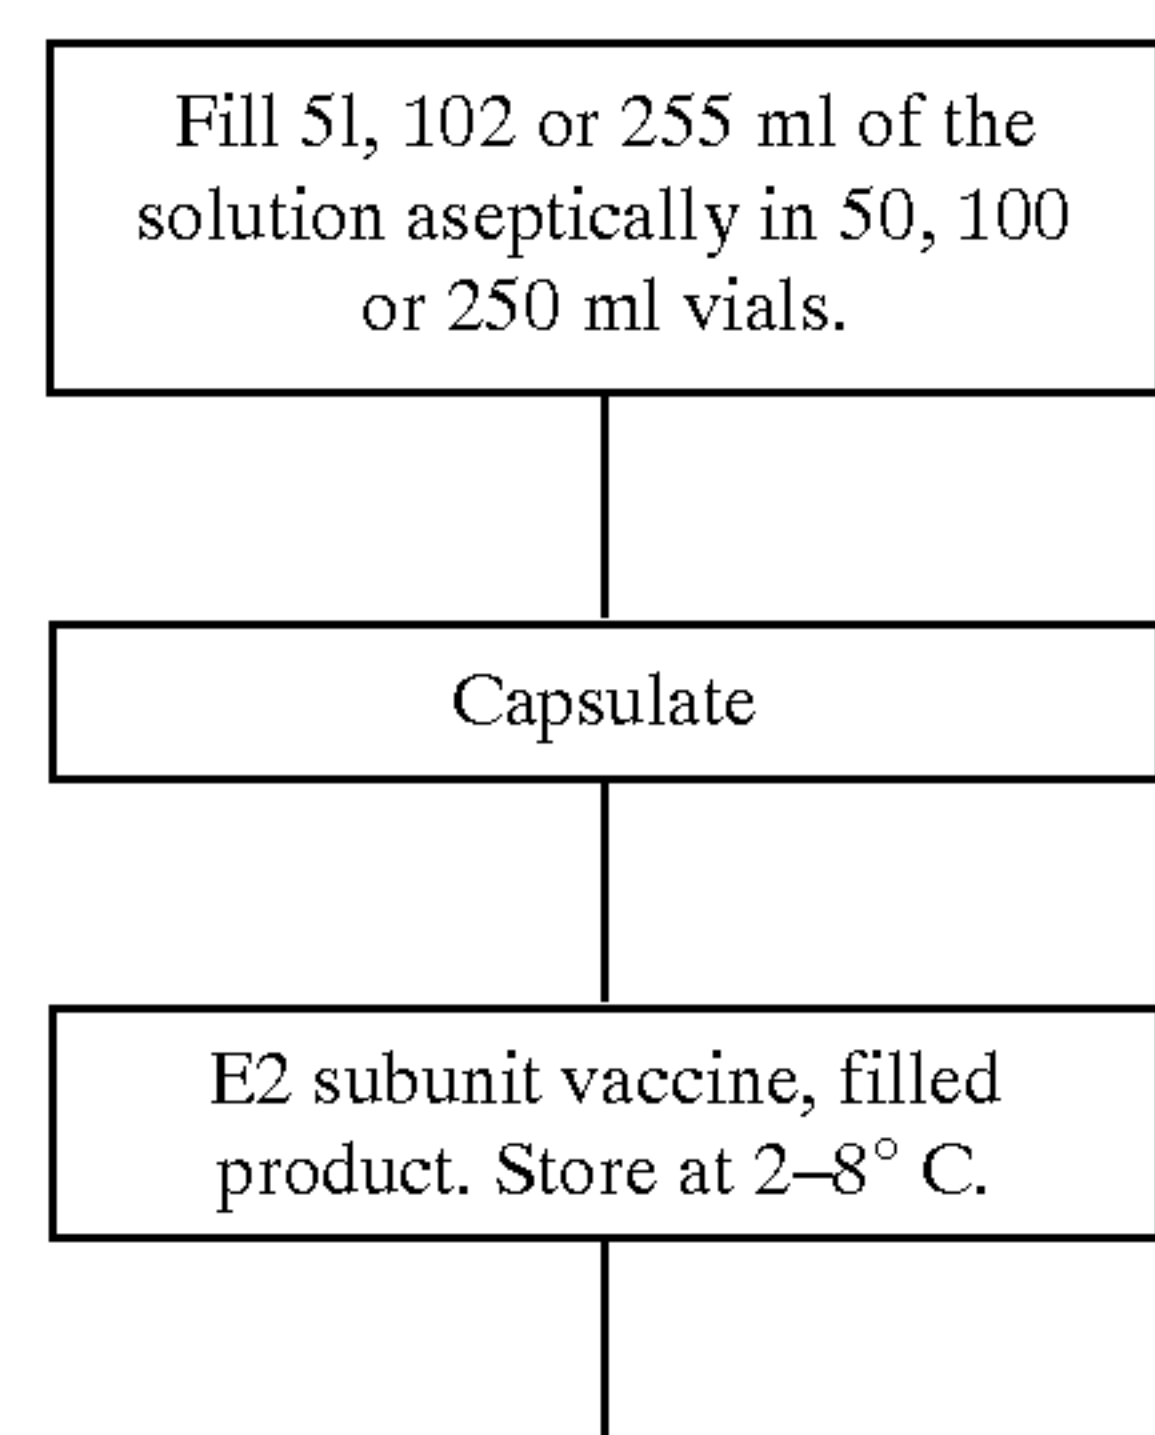 Fill 5l, 102 or 255 ml of the
solution aseptically in 50, 100
or 250 ml vials.
Capsulate
E2 subunit vaccine, filled
product. Store at 2–8° C.